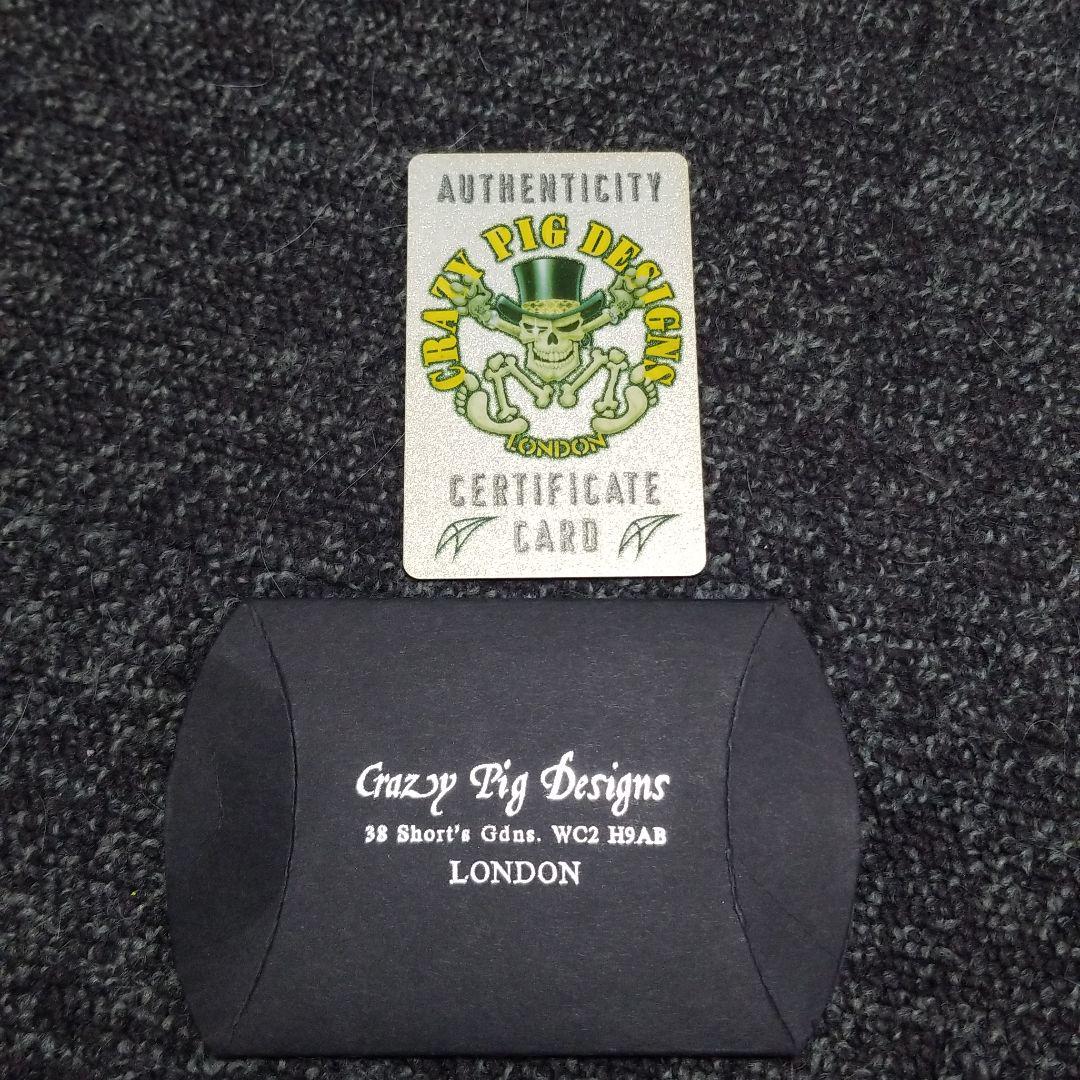 AUTHENTICITY
CRAZY PIG DESIGNS
LONDON
CERTIFICATE
CARD
Crazy Pig Designs
38 Short's Gdns. WC2 H9AB
LONDON